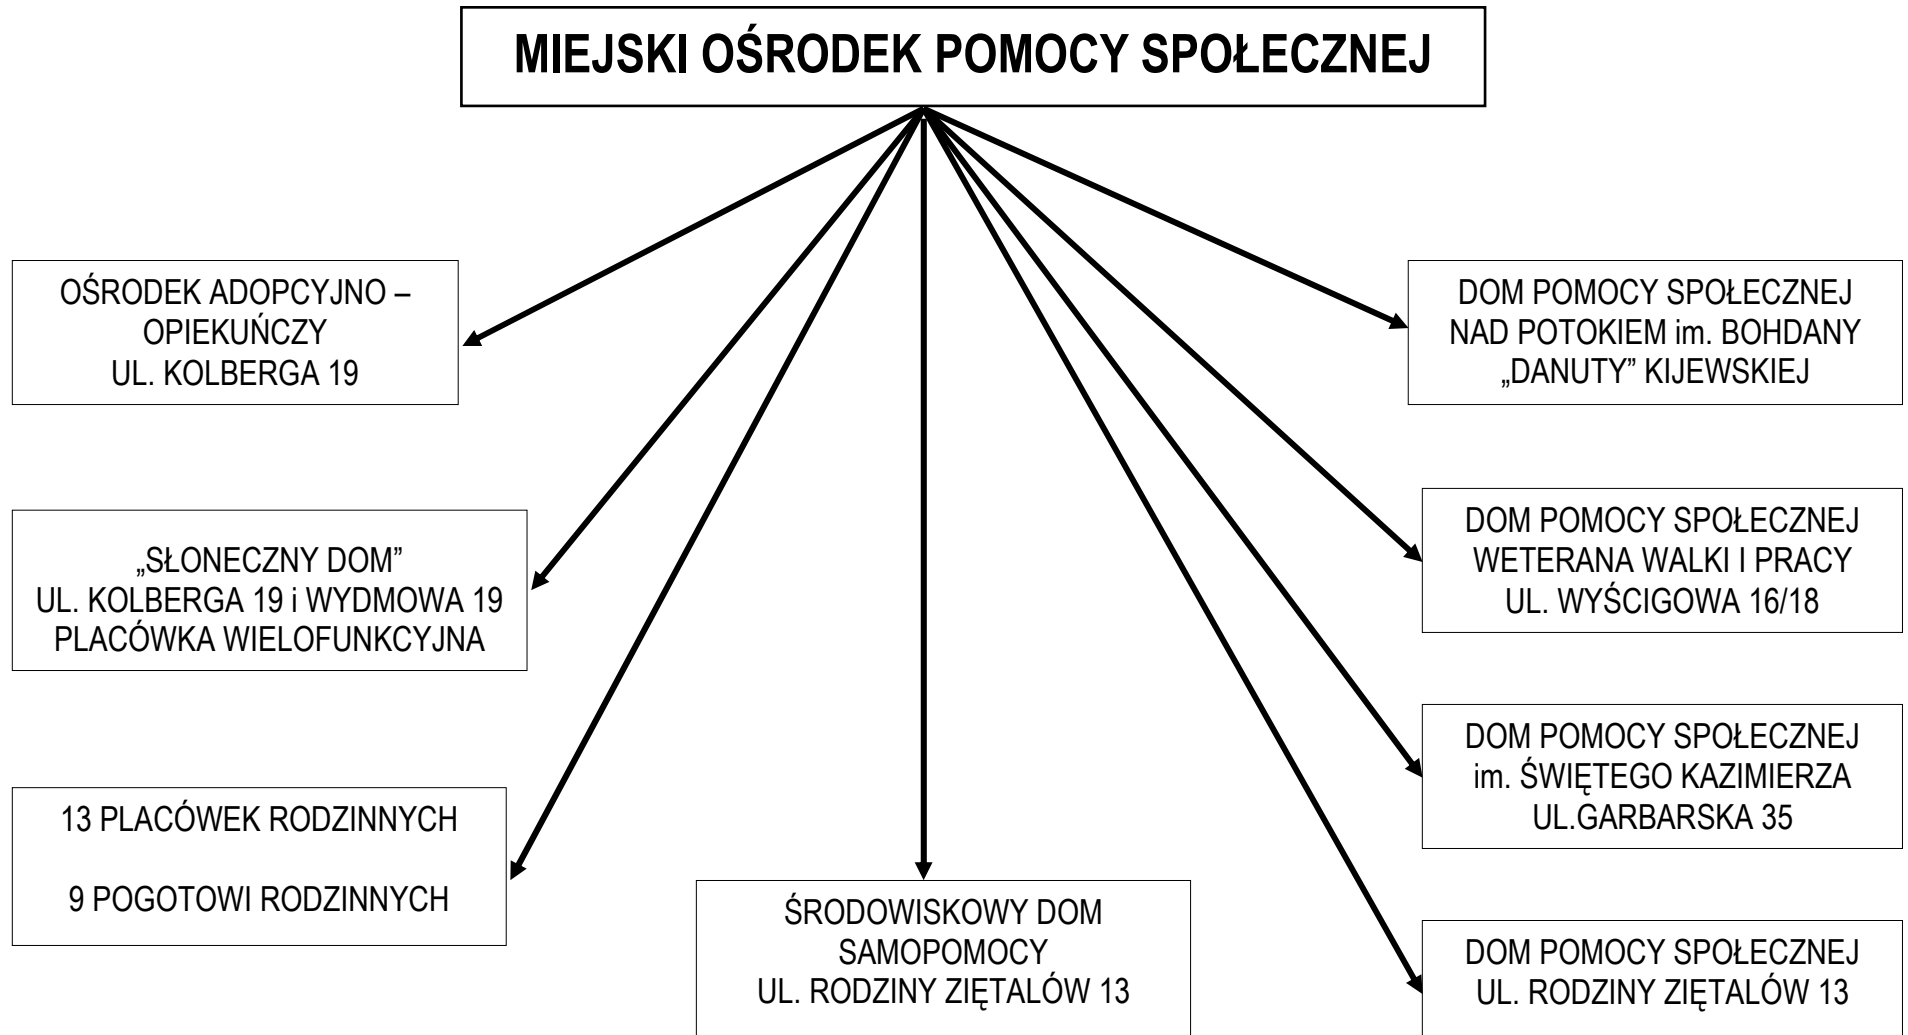 MIEJSKI OŚRODEK POMOCY SPOŁECZNEJ
OŚRODEK ADOPCYJNO –
OPIEKUŃCZY
UL. KOLBERGA 19
„SŁONECZNY DOM”
UL. KOLBERGA 19 i WYDMOWA 19
PLACÓWKA WIELOFUNKCYJNA
13 PLACÓWEK RODZINNYCH
9 POGOTOWI RODZINNYCH
ŚRODOWISKOWY DOM
SAMOPOMOCY
UL. RODZINY ZIĘTALÓW 13
DOM POMOCY SPOŁECZNEJ
NAD POTOKIEM im. BOHDANY
„DANUTY” KIJEWSKIEJ
DOM POMOCY SPOŁECZNEJ
WETERANA WALKI I PRACY
UL. WYŚCIGOWA 16/18
DOM POMOCY SPOŁECZNEJ
im. ŚWIĘTEGO KAZIMIERZA
UL.GARBARSKA 35
DOM POMOCY SPOŁECZNEJ
UL. RODZINY ZIĘTALÓW 13